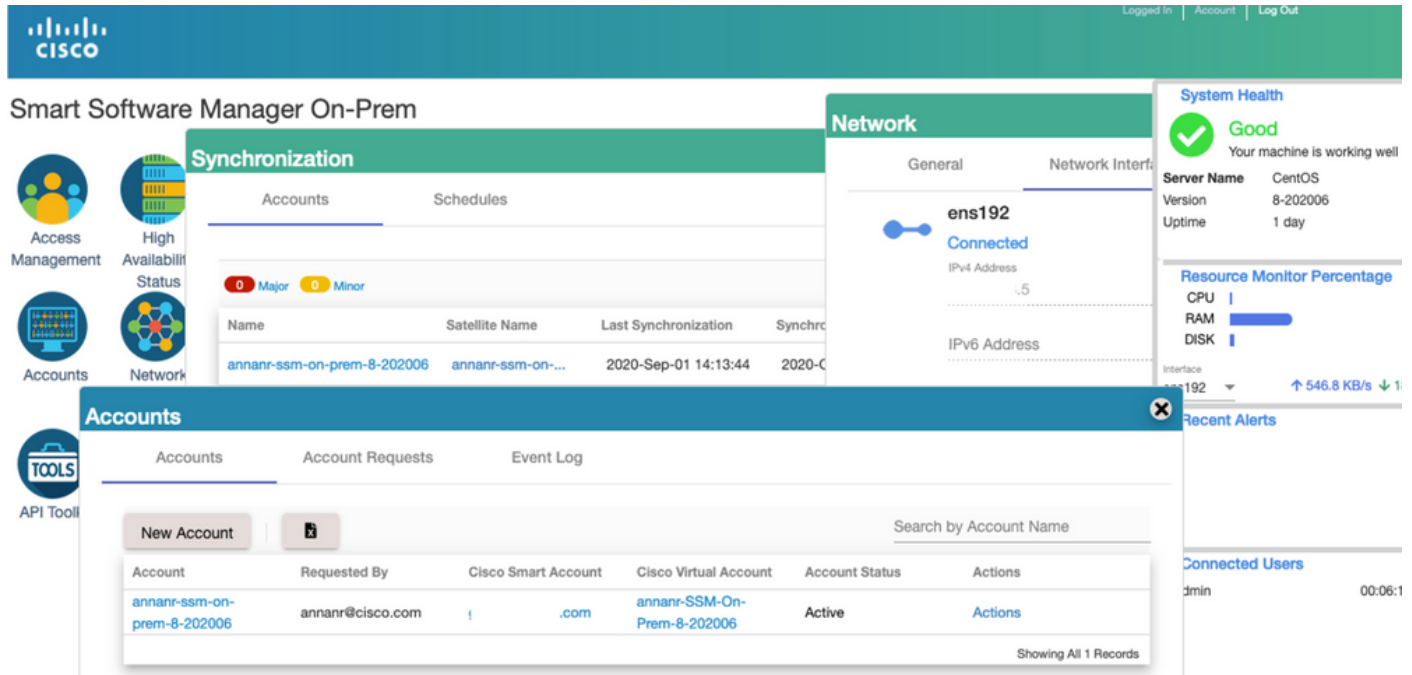 Logged In | Account | Log Out
CISCO
Smart Software Manager On-Prem
Access
Management
High
Status
Accounts
Network
TOOLS
API
Synchronization
Accounts Schedules
0 Major 0 Minor
Name Satellite Name Last Synchronization
annanr-ssm-on-prem-8-202006 annanr-ssm-on-... 2020-Sep-01 14:13:44
Network
General Network
ens192
Connected
IPv4 Address
.5
IPv6 Address
System Health
Good
Your machine is working well
Server Name CentOS
Version 8-202006
Uptime 1 day
Resource Monitor Percentage
CPU
RAM
DISK
Interface
↑ 546.8 KB/s ↓
Recent Alerts
Connected Users
00:06:1
Accounts
Accounts Account Requests Event Log
New Account
Search by Account Name
Account Requested By Cisco Smart Account Cisco Virtual Account Account Status Actions
annanr-ssm-on-prem-8-202006 annanr@cisco.com .com annanr-SSM-On-Prem-8-202006 Active Actions
Showing All 1 Records